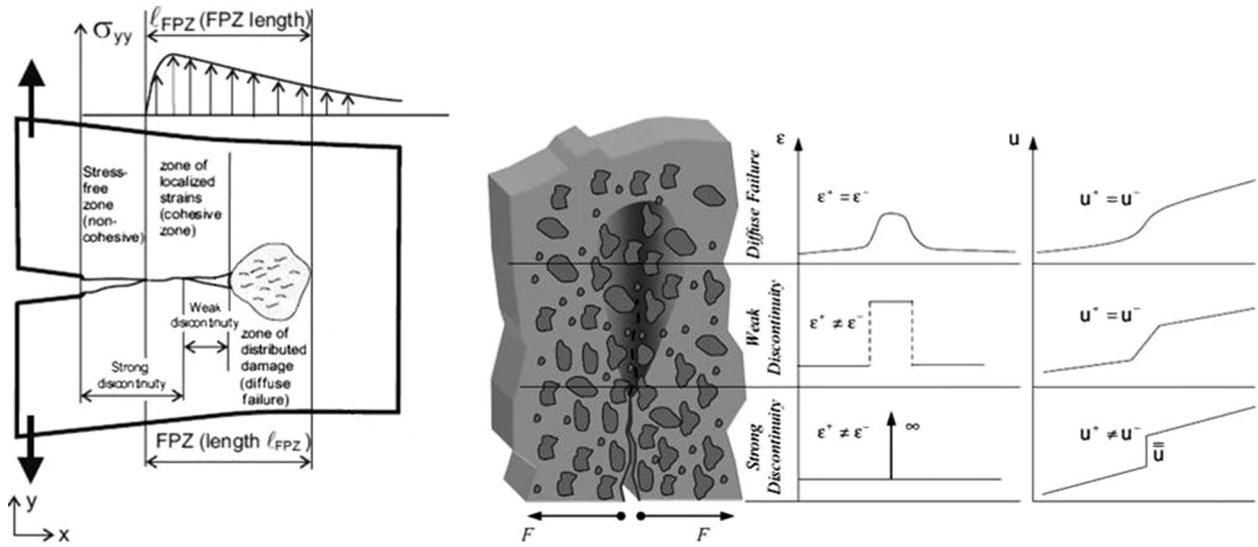 σyy
ℓFPZ (FPZ length)
Stress-
free
zone
(non-
cohesive)
zone of
localized
strains
(cohesive
zone)
Weak
discontinuity
zone of
distributed
damage
(diffuse
failure)
Strong
discontinuity
FPZ (length ℓFPZ)
y
x
F
F
Diffuse Failure
ε
ε⁺ = ε⁻
u
u⁺ = u⁻
Weak
Discontinuity
ε⁺ ≠ ε⁻
u⁺ = u⁻
Strong
Discontinuity
ε⁺ ≠ ε⁻
∞
u⁺ ≠ u⁻
u̿